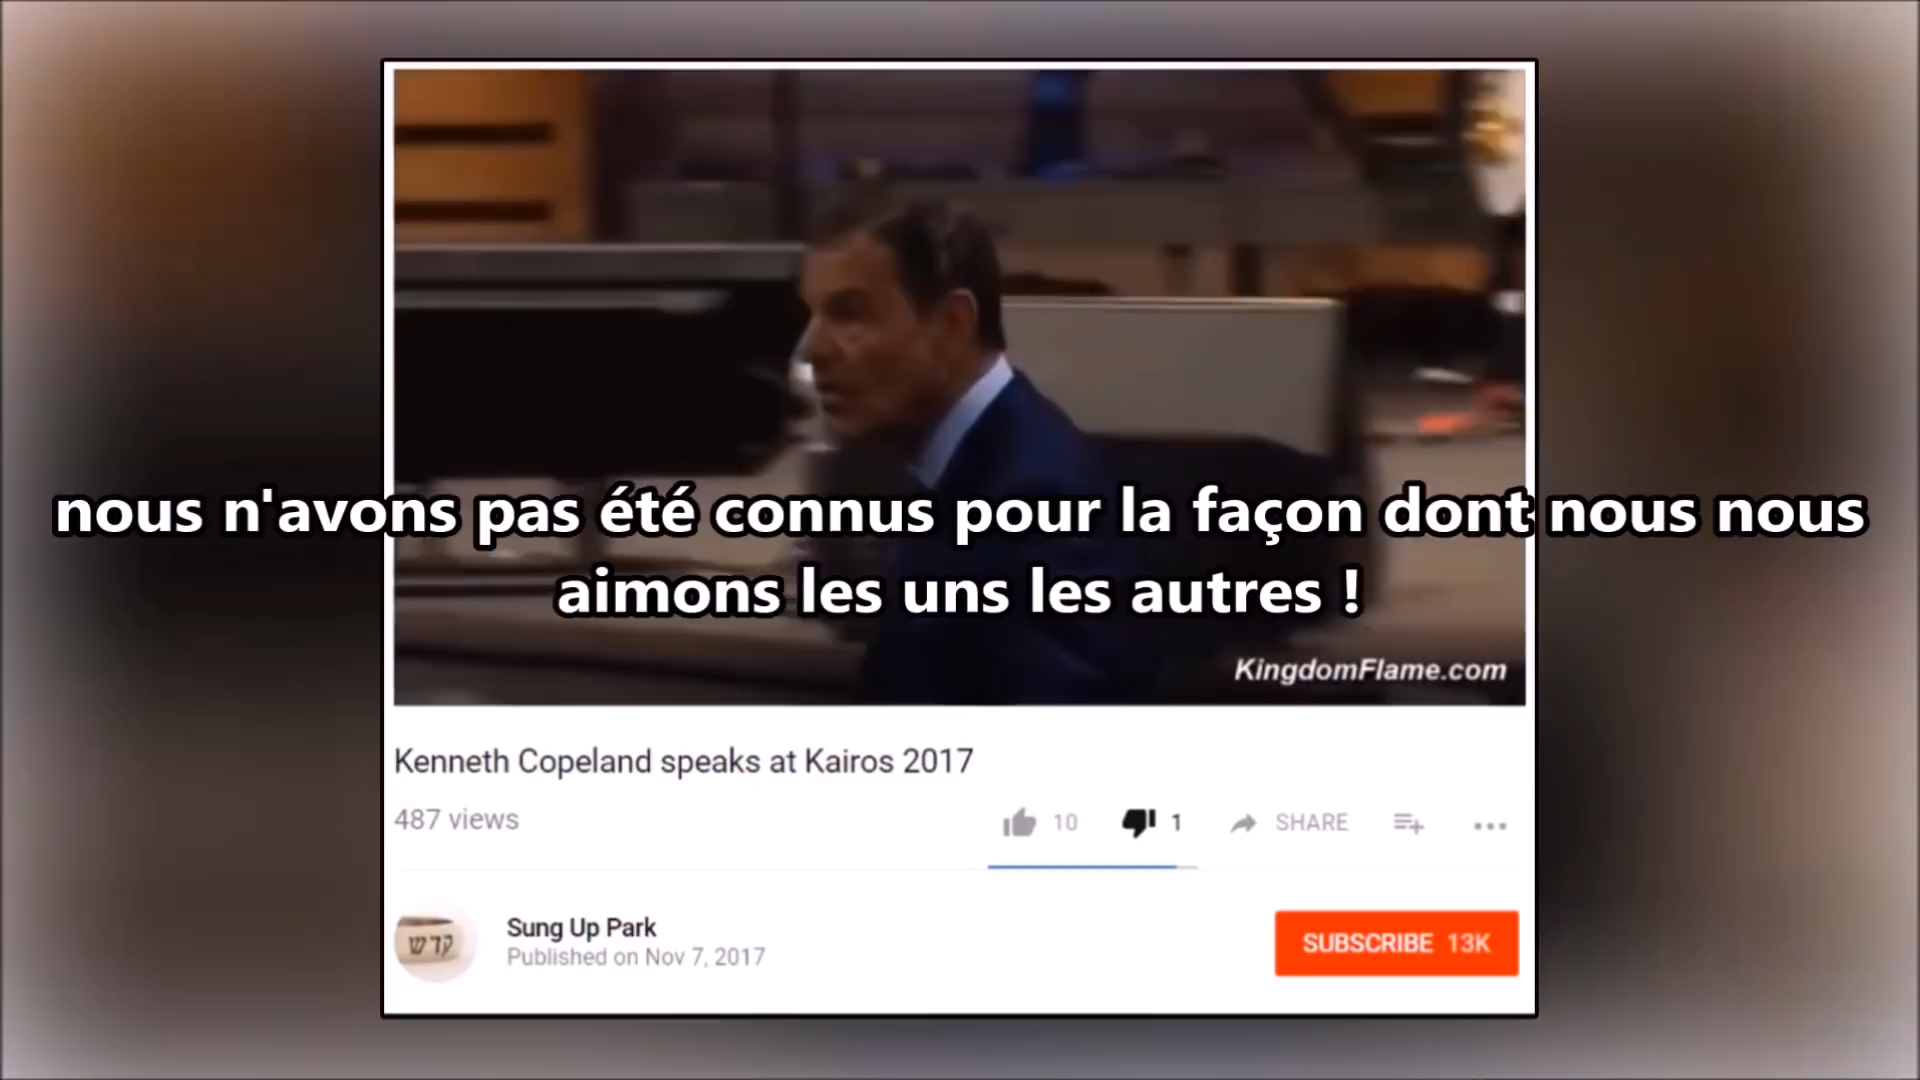 nous n'avons pas été connus pour la façon dont nous nous
aimons les uns les autres !
KingdomFlame.com
Kenneth Copeland speaks at Kairos 2017
487 views
10
1
SHARE
קדש
Sung Up Park
Published on Nov 7, 2017
SUBSCRIBE 13K